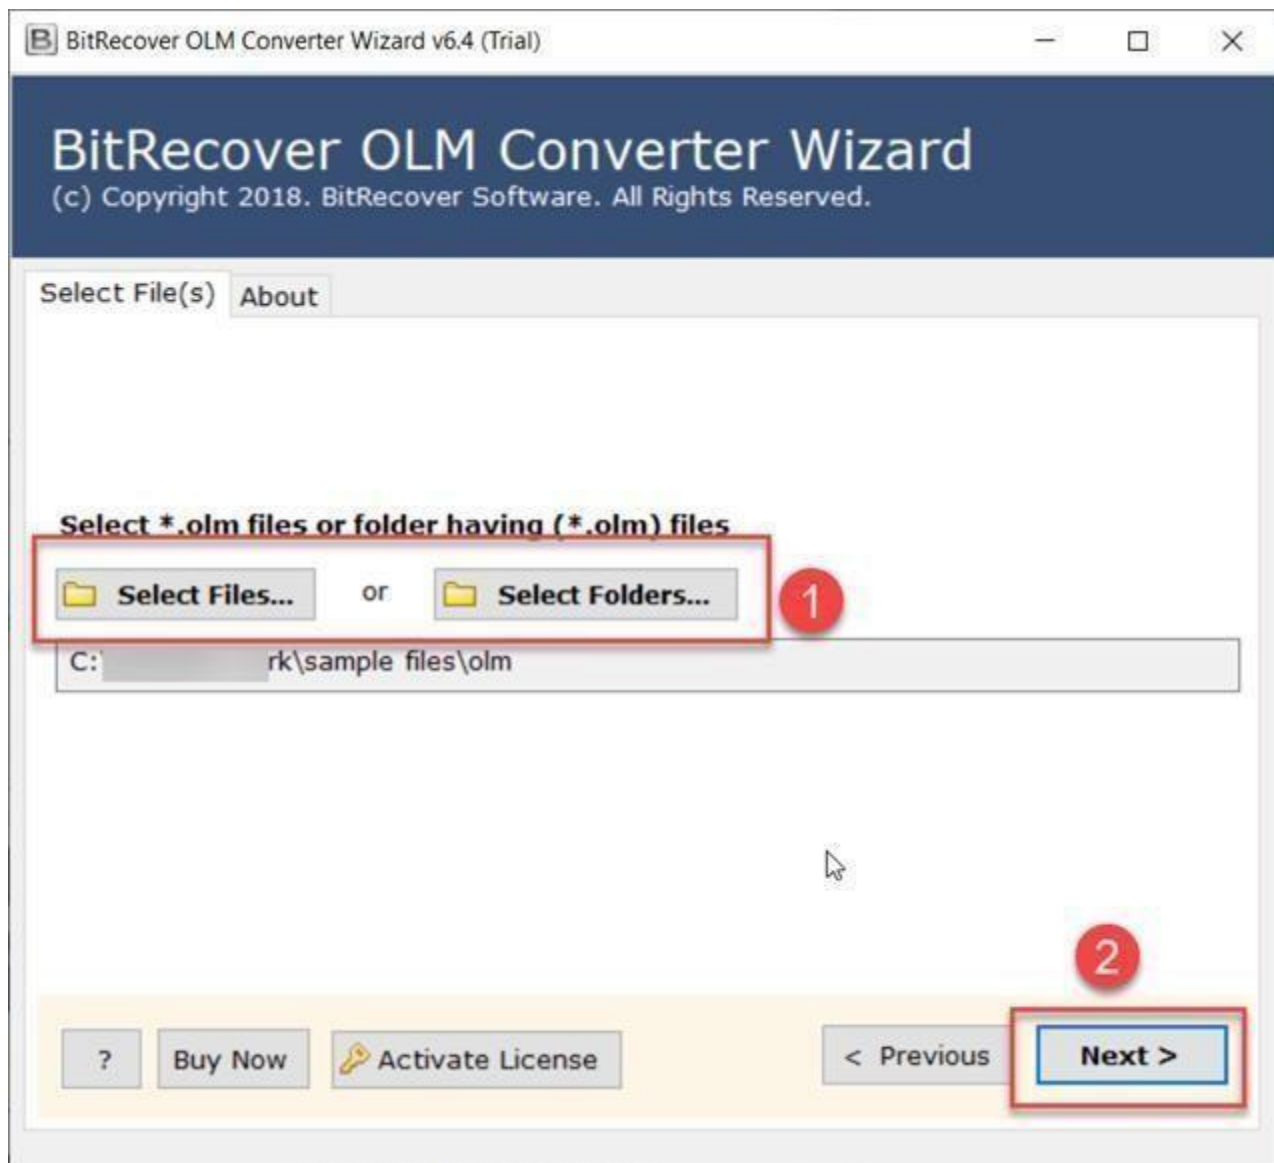 BitRecover OLM Converter Wizard v6.4 (Trial)
BitRecover OLM Converter Wizard
(c) Copyright 2018. BitRecover Software. All Rights Reserved.
Select File(s) About
Select *.olm files or folder having (*.olm) files
Select Files... or Select Folders... 1
C: rk\sample files\olm
2
? Buy Now Activate License < Previous Next >